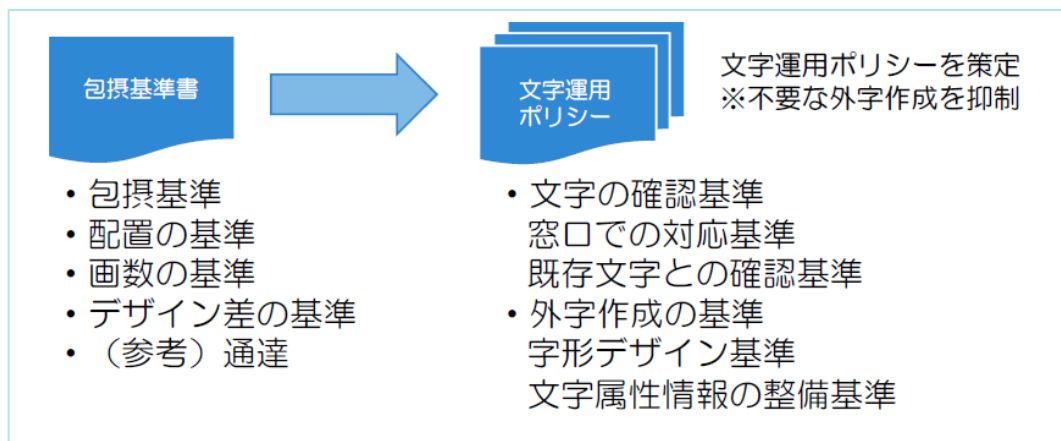 包摂基準書
文字運用
ポリシー
文字運用ポリシーを策定
※不要な外字作成を抑制
・包摂基準
・配置の基準
・画数の基準
・デザイン差の基準
・（参考）通達
・文字の確認基準
窓口での対応基準
既存文字との確認基準
・外字作成の基準
字形デザイン基準
文字属性情報の整備基準